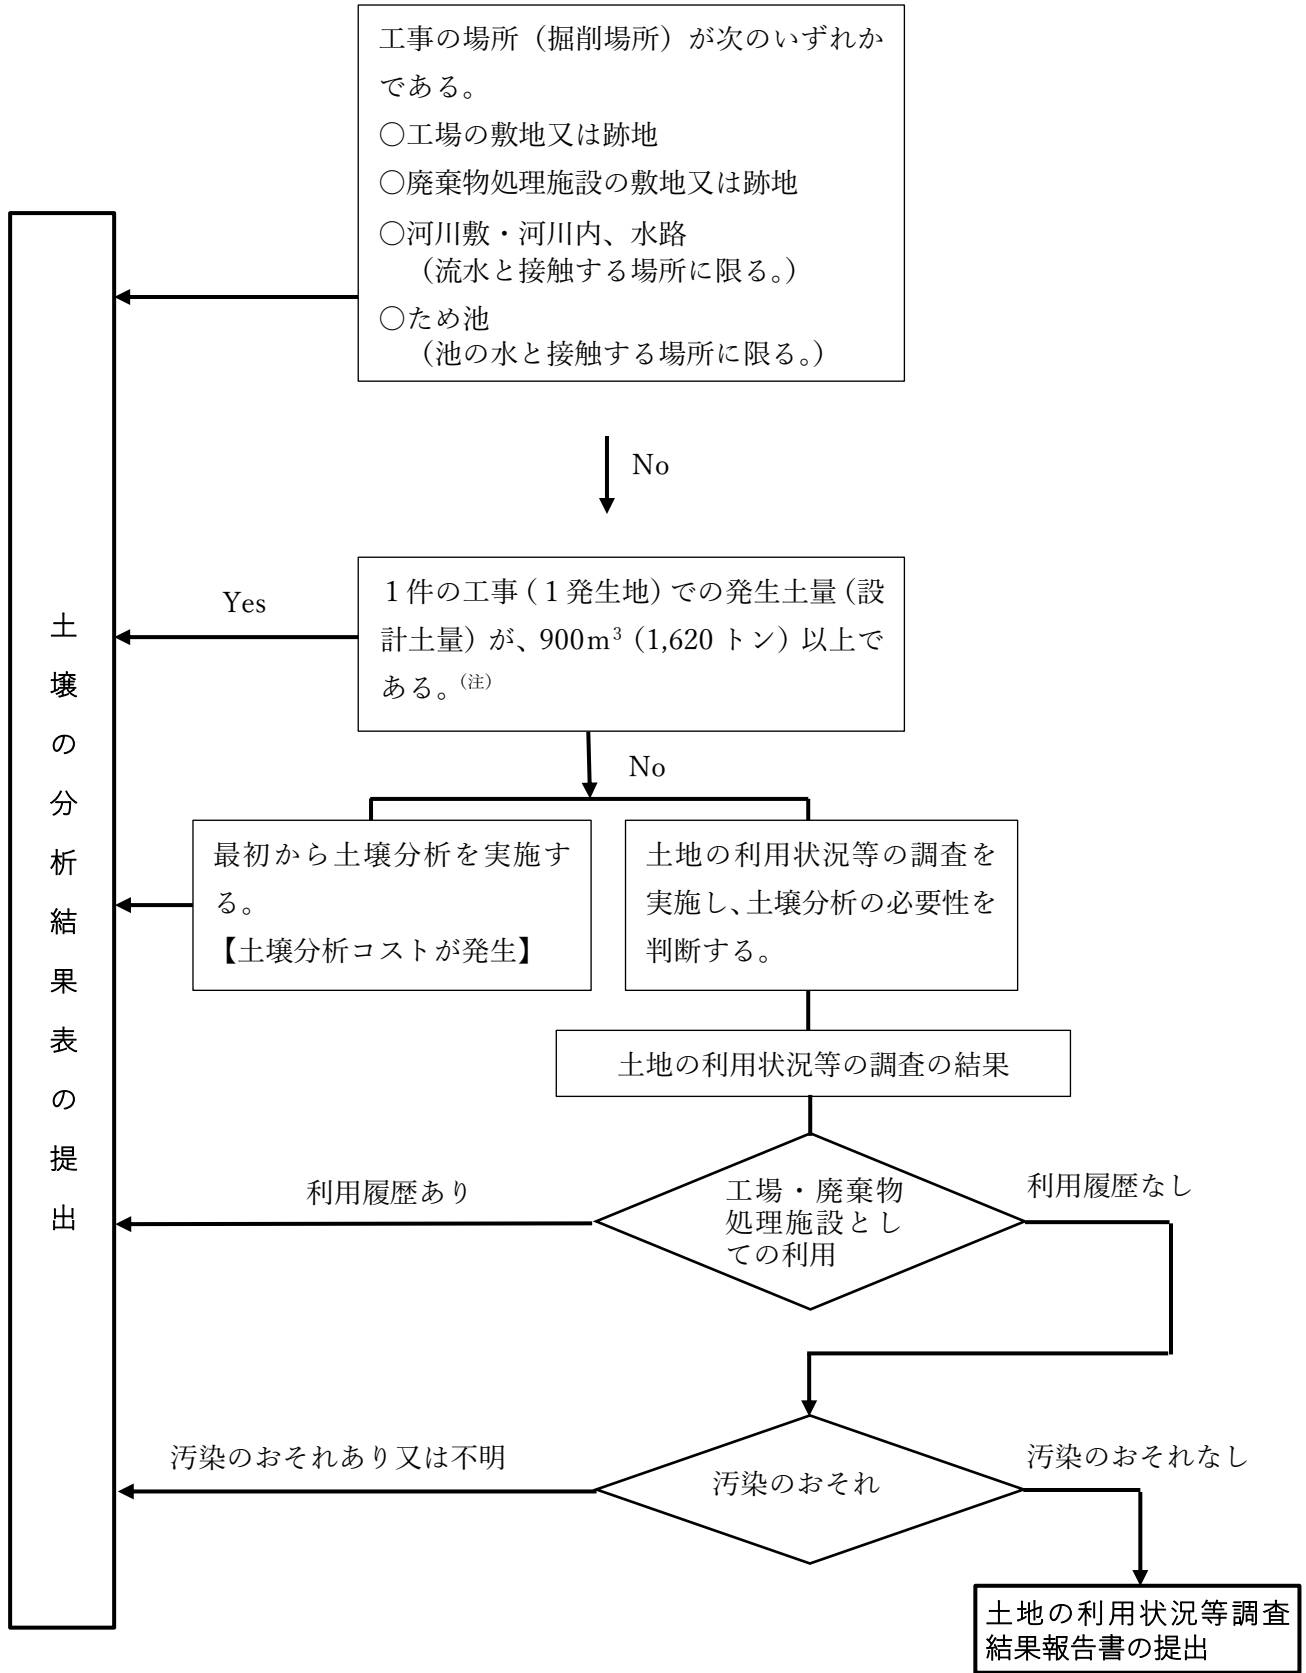 工事の場所（掘削場所）が次のいずれか
である。
○工場の敷地又は跡地
○廃棄物処理施設の敷地又は跡地
○河川敷・河川内、水路
（流水と接触する場所に限る。）
○ため池
（池の水と接触する場所に限る。）
No
１件の工事（１発生地）での発生土量（設
計土量）が、900m³（1,620 トン）以上で
ある。(注)
Yes
No
最初から土壌分析を実施す
る。
【土壌分析コストが発生】
土地の利用状況等の調査を
実施し、土壌分析の必要性を
判断する。
土地の利用状況等の調査の結果
工場・廃棄物
処理施設とし
ての利用
利用履歴あり
利用履歴なし
汚染のおそれ
汚染のおそれあり又は不明
汚染のおそれなし
土壌の分析結果表の提出
土地の利用状況等調査
結果報告書の提出